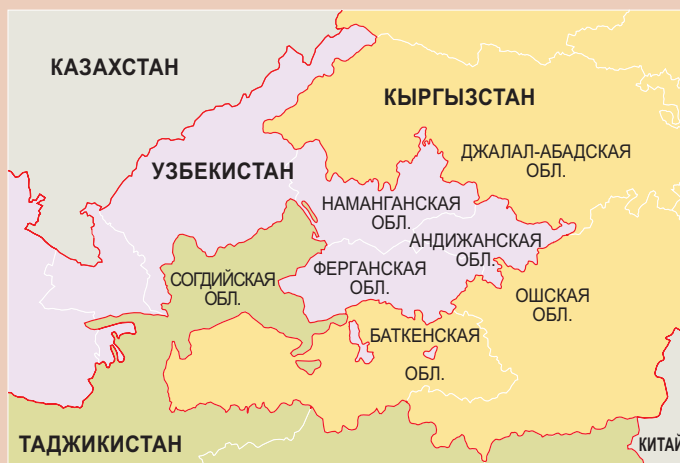 КАЗАХСТАН
КЫРГЫЗСТАН
ДЖАЛАЛ-АБАДСКАЯ
ОБЛ.
УЗБЕКИСТАН
НАМАНГАНСКАЯ
ОБЛ.
АНДИЖАНСКАЯ
ОБЛ.
СОГДИЙСКАЯ
ОБЛ.
ФЕРГАНСКАЯ
ОБЛ.
ОШСКАЯ
ОБЛ.
БАТКЕНСКАЯ
ОБЛ.
ТАДЖИКИСТАН
КИТАЙ